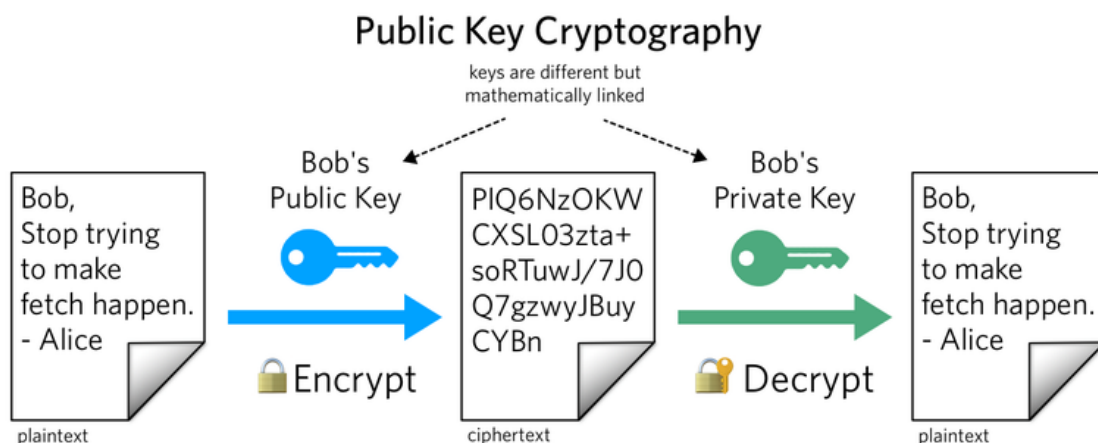 Public Key Cryptography
keys are different but
mathematically linked
Bob,
Stop trying
to make
fetch happen.
- Alice
plaintext
Bob's
Public Key
Encrypt
PlQ6NzOKW
CXSL03zta+
soRTuwJ/7J0
Q7gzwyJBuy
CYBn
ciphertext
Bob's
Private Key
Decrypt
Bob,
Stop trying
to make
fetch happen.
- Alice
plaintext